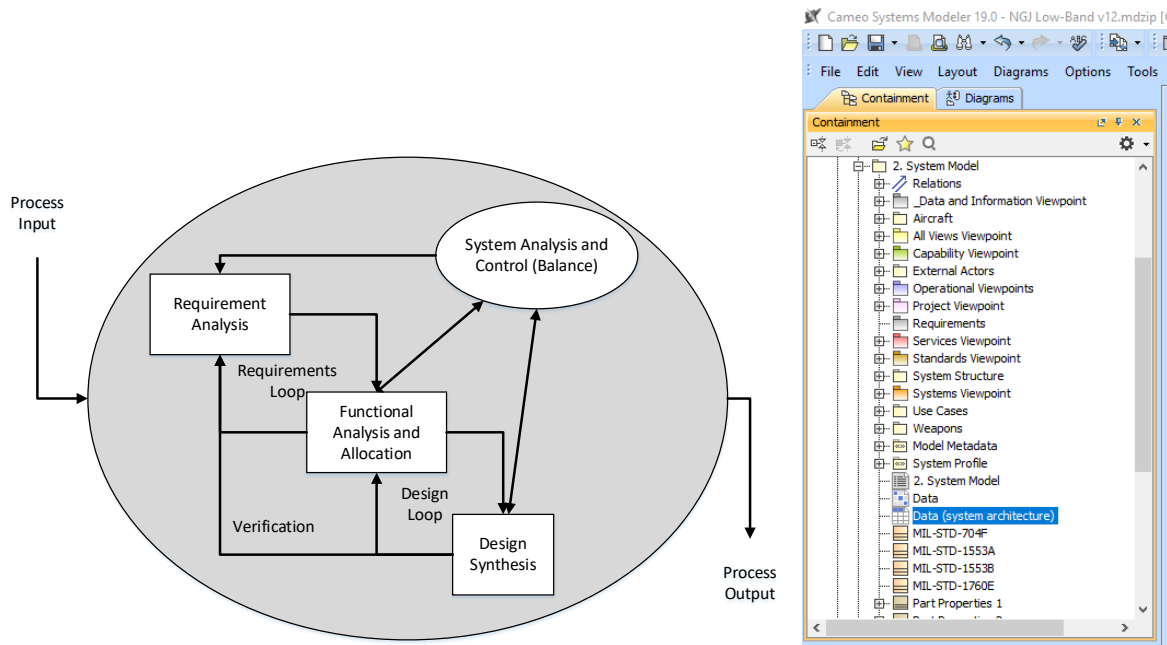 Process
Input
System Analysis and
Control (Balance)
Requirement
Analysis
Requirements
Loop
Functional
Analysis and
Allocation
Design
Loop
Verification
Design
Synthesis
Process
Output
Cameo Systems Modeler 19.0 - NGJ Low-Band v12.mdzip [
File Edit View Layout Diagrams Options Tools
Containment Diagrams
Containment
2. System Model
Relations
_Data and Information Viewpoint
Aircraft
All Views Viewpoint
Capability Viewpoint
External Actors
Operational Viewpoints
Project Viewpoint
Requirements
Services Viewpoint
Standards Viewpoint
System Structure
Systems Viewpoint
Use Cases
Weapons
Model Metadata
System Profile
2. System Model
Data
Data (system architecture)
MIL-STD-704F
MIL-STD-1553A
MIL-STD-1553B
MIL-STD-1760E
Part Properties 1